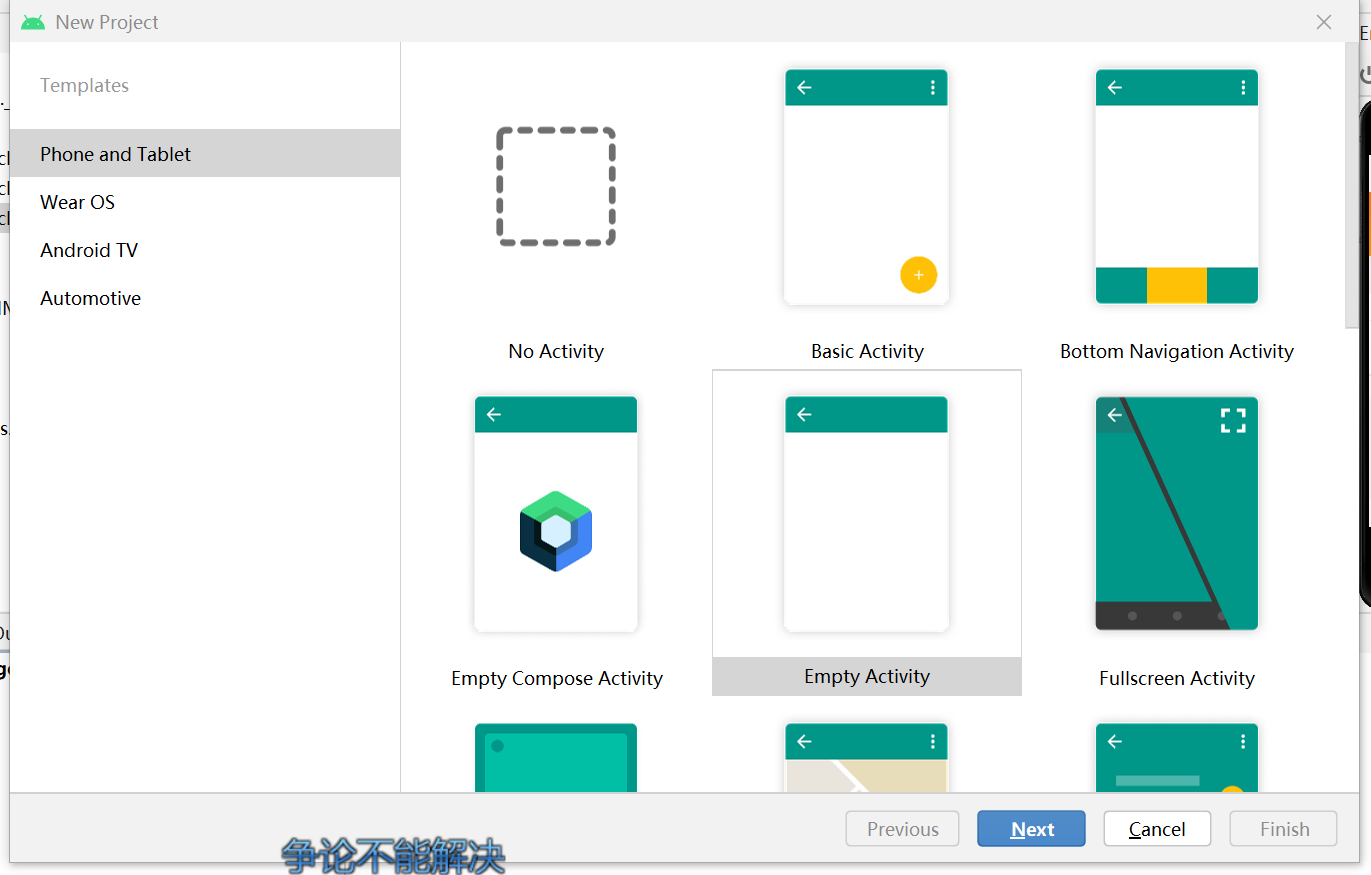 New Project
Templates
Phone and Tablet
Wear OS
Android TV
Automotive
No Activity
Basic Activity
Bottom Navigation Activity
Empty Compose Activity
Empty Activity
Fullscreen Activity
Previous
Next
Cancel
Finish
争论不能解决